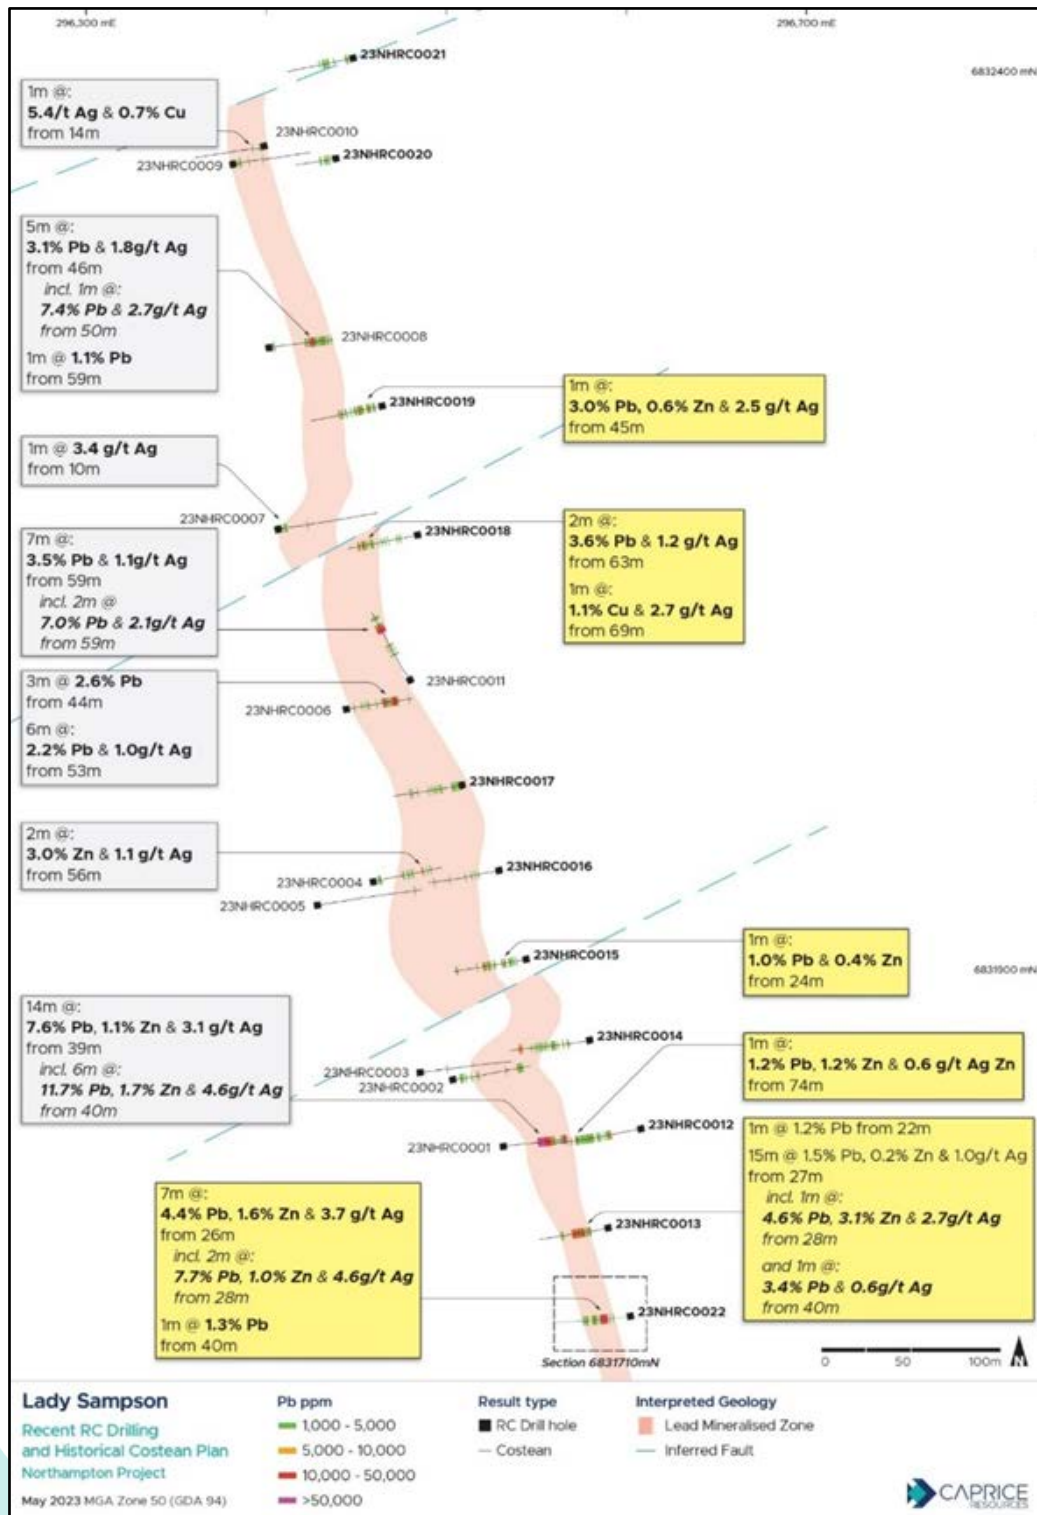 296,300 mE
296,700 mE
23NHRC0021
6832400 mN
1m @:
5.4/t Ag & 0.7% Cu
from 14m
23NHRC0010
23NHRC0009
23NHRC0020
5m @:
3.1% Pb & 1.8g/t Ag
from 46m
incl. 1m @:
7.4% Pb & 2.7g/t Ag
from 50m
1m @ 1.1% Pb
from 59m
23NHRC0008
23NHRC0019
1m @:
3.0% Pb, 0.6% Zn & 2.5 g/t Ag
from 45m
1m @ 3.4 g/t Ag
from 10m
23NHRC0007
23NHRC0018
2m @:
3.6% Pb & 1.2 g/t Ag
from 63m
1m @:
1.1% Cu & 2.7 g/t Ag
from 69m
7m @:
3.5% Pb & 1.1g/t Ag
from 59m
incl. 2m @
7.0% Pb & 2.1g/t Ag
from 59m
23NHRC0011
3m @ 2.6% Pb
from 44m
6m @:
2.2% Pb & 1.0g/t Ag
from 53m
23NHRC0006
23NHRC0017
2m @:
3.0% Zn & 1.1 g/t Ag
from 56m
23NHRC0016
23NHRC0004
23NHRC0005
23NHRC0015
1m @:
1.0% Pb & 0.4% Zn
from 24m
6831900 mN
14m @:
7.6% Pb, 1.1% Zn & 3.1 g/t Ag
from 39m
incl. 6m @:
11.7% Pb, 1.7% Zn & 4.6g/t Ag
from 40m
23NHRC0014
23NHRC0003
23NHRC0002
1m @:
1.2% Pb, 1.2% Zn & 0.6 g/t Ag Zn
from 74m
23NHRC0012
23NHRC0001
1m @ 1.2% Pb from 22m
15m @ 1.5% Pb, 0.2% Zn & 1.0g/t Ag
from 27m
incl. 1m @:
4.6% Pb, 3.1% Zn & 2.7g/t Ag
from 28m
and 1m @:
3.4% Pb & 0.6g/t Ag
from 40m
7m @:
4.4% Pb, 1.6% Zn & 3.7 g/t Ag
from 26m
incl. 2m @:
7.7% Pb, 1.0% Zn & 4.6g/t Ag
from 28m
1m @ 1.3% Pb
from 40m
23NHRC0013
23NHRC0022
Section 6831710mN
0 50 100m N
Lady Sampson
Recent RC Drilling
and Historical Costean Plan
Northampton Project
May 2023 MGA Zone 50 (GDA 94)
Pb ppm
1,000 - 5,000
5,000 - 10,000
10,000 - 50,000
>50,000
Result type
RC Drill hole
Costean
Interpreted Geology
Lead Mineralised Zone
Inferred Fault
CAPRICE
RESOURCES